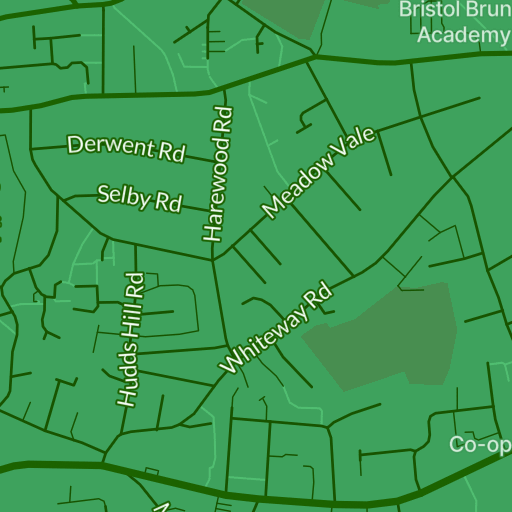 Bristol Brun
Academy
Derwent Rd
Harewood Rd
Meadow Vale
Selby Rd
Hudds Hill Rd
Whiteway Rd
Co-op